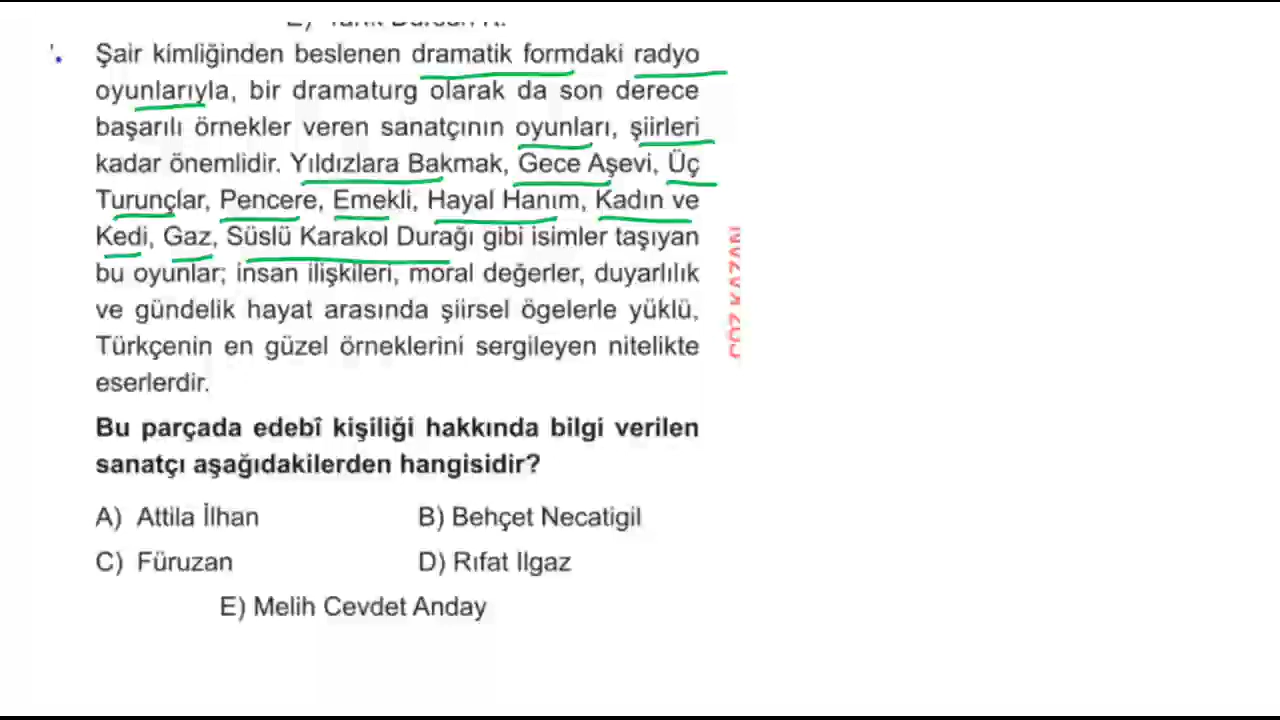 Şair kimliğinden beslenen dramatik formdaki radyo
oyunlarıyla, bir dramaturg olarak da son derece
başarılı örnekler veren sanatçının oyunları, şiirleri
kadar önemlidir. Yıldızlara Bakmak, Gece Aşevi, Üç
Turunçlar, Pencere, Emekli, Hayal Hanım, Kadın ve
Kedi, Gaz, Süslü Karakol Durağı gibi isimler taşıyan
bu oyunlar; insan ilişkileri, moral değerler, duyarlılık
ve gündelik hayat arasında şiirsel ögelerle yüklü,
Türkçenin en güzel örneklerini sergileyen nitelikte
eserlerdir.
Bu parçada edebî kişiliği hakkında bilgi verilen
sanatçı aşağıdakilerden hangisidir?
A) Attila İlhan
B) Behçet Necatigil
C) Füruzan
D) Rıfat Ilgaz
E) Melih Cevdet Anday